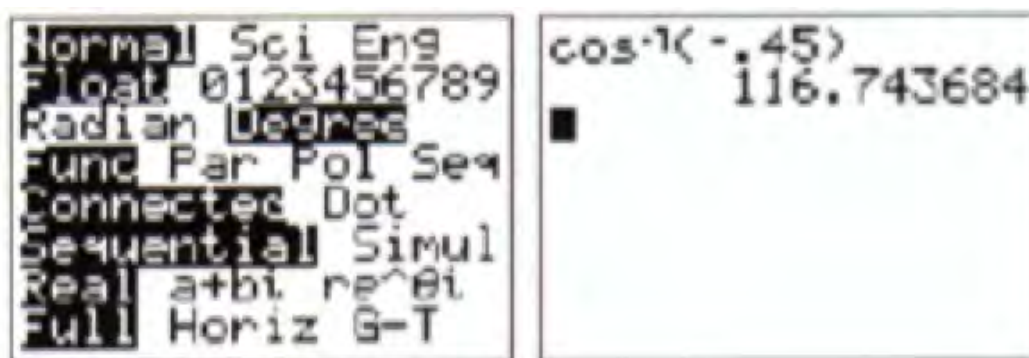 Normal Sci Eng
Float 0123456789
Radian Degree
Func Par Pol Seq
Connected Dot
Sequential Simul
Real a+bi re^θi
Full Horiz G-T
cos⁻¹(-.45)
116.743684